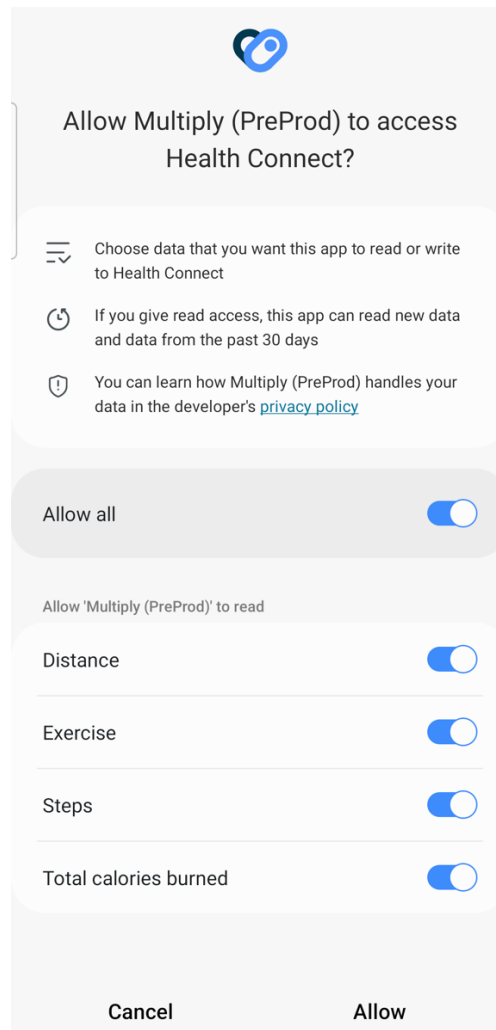 Allow Multiply (PreProd) to access
Health Connect?
Choose data that you want this app to read or write
to Health Connect
If you give read access, this app can read new data
and data from the past 30 days
You can learn how Multiply (PreProd) handles your
data in the developer's privacy policy
Allow all
Allow 'Multiply (PreProd)' to read
Distance
Exercise
Steps
Total calories burned
Cancel Allow